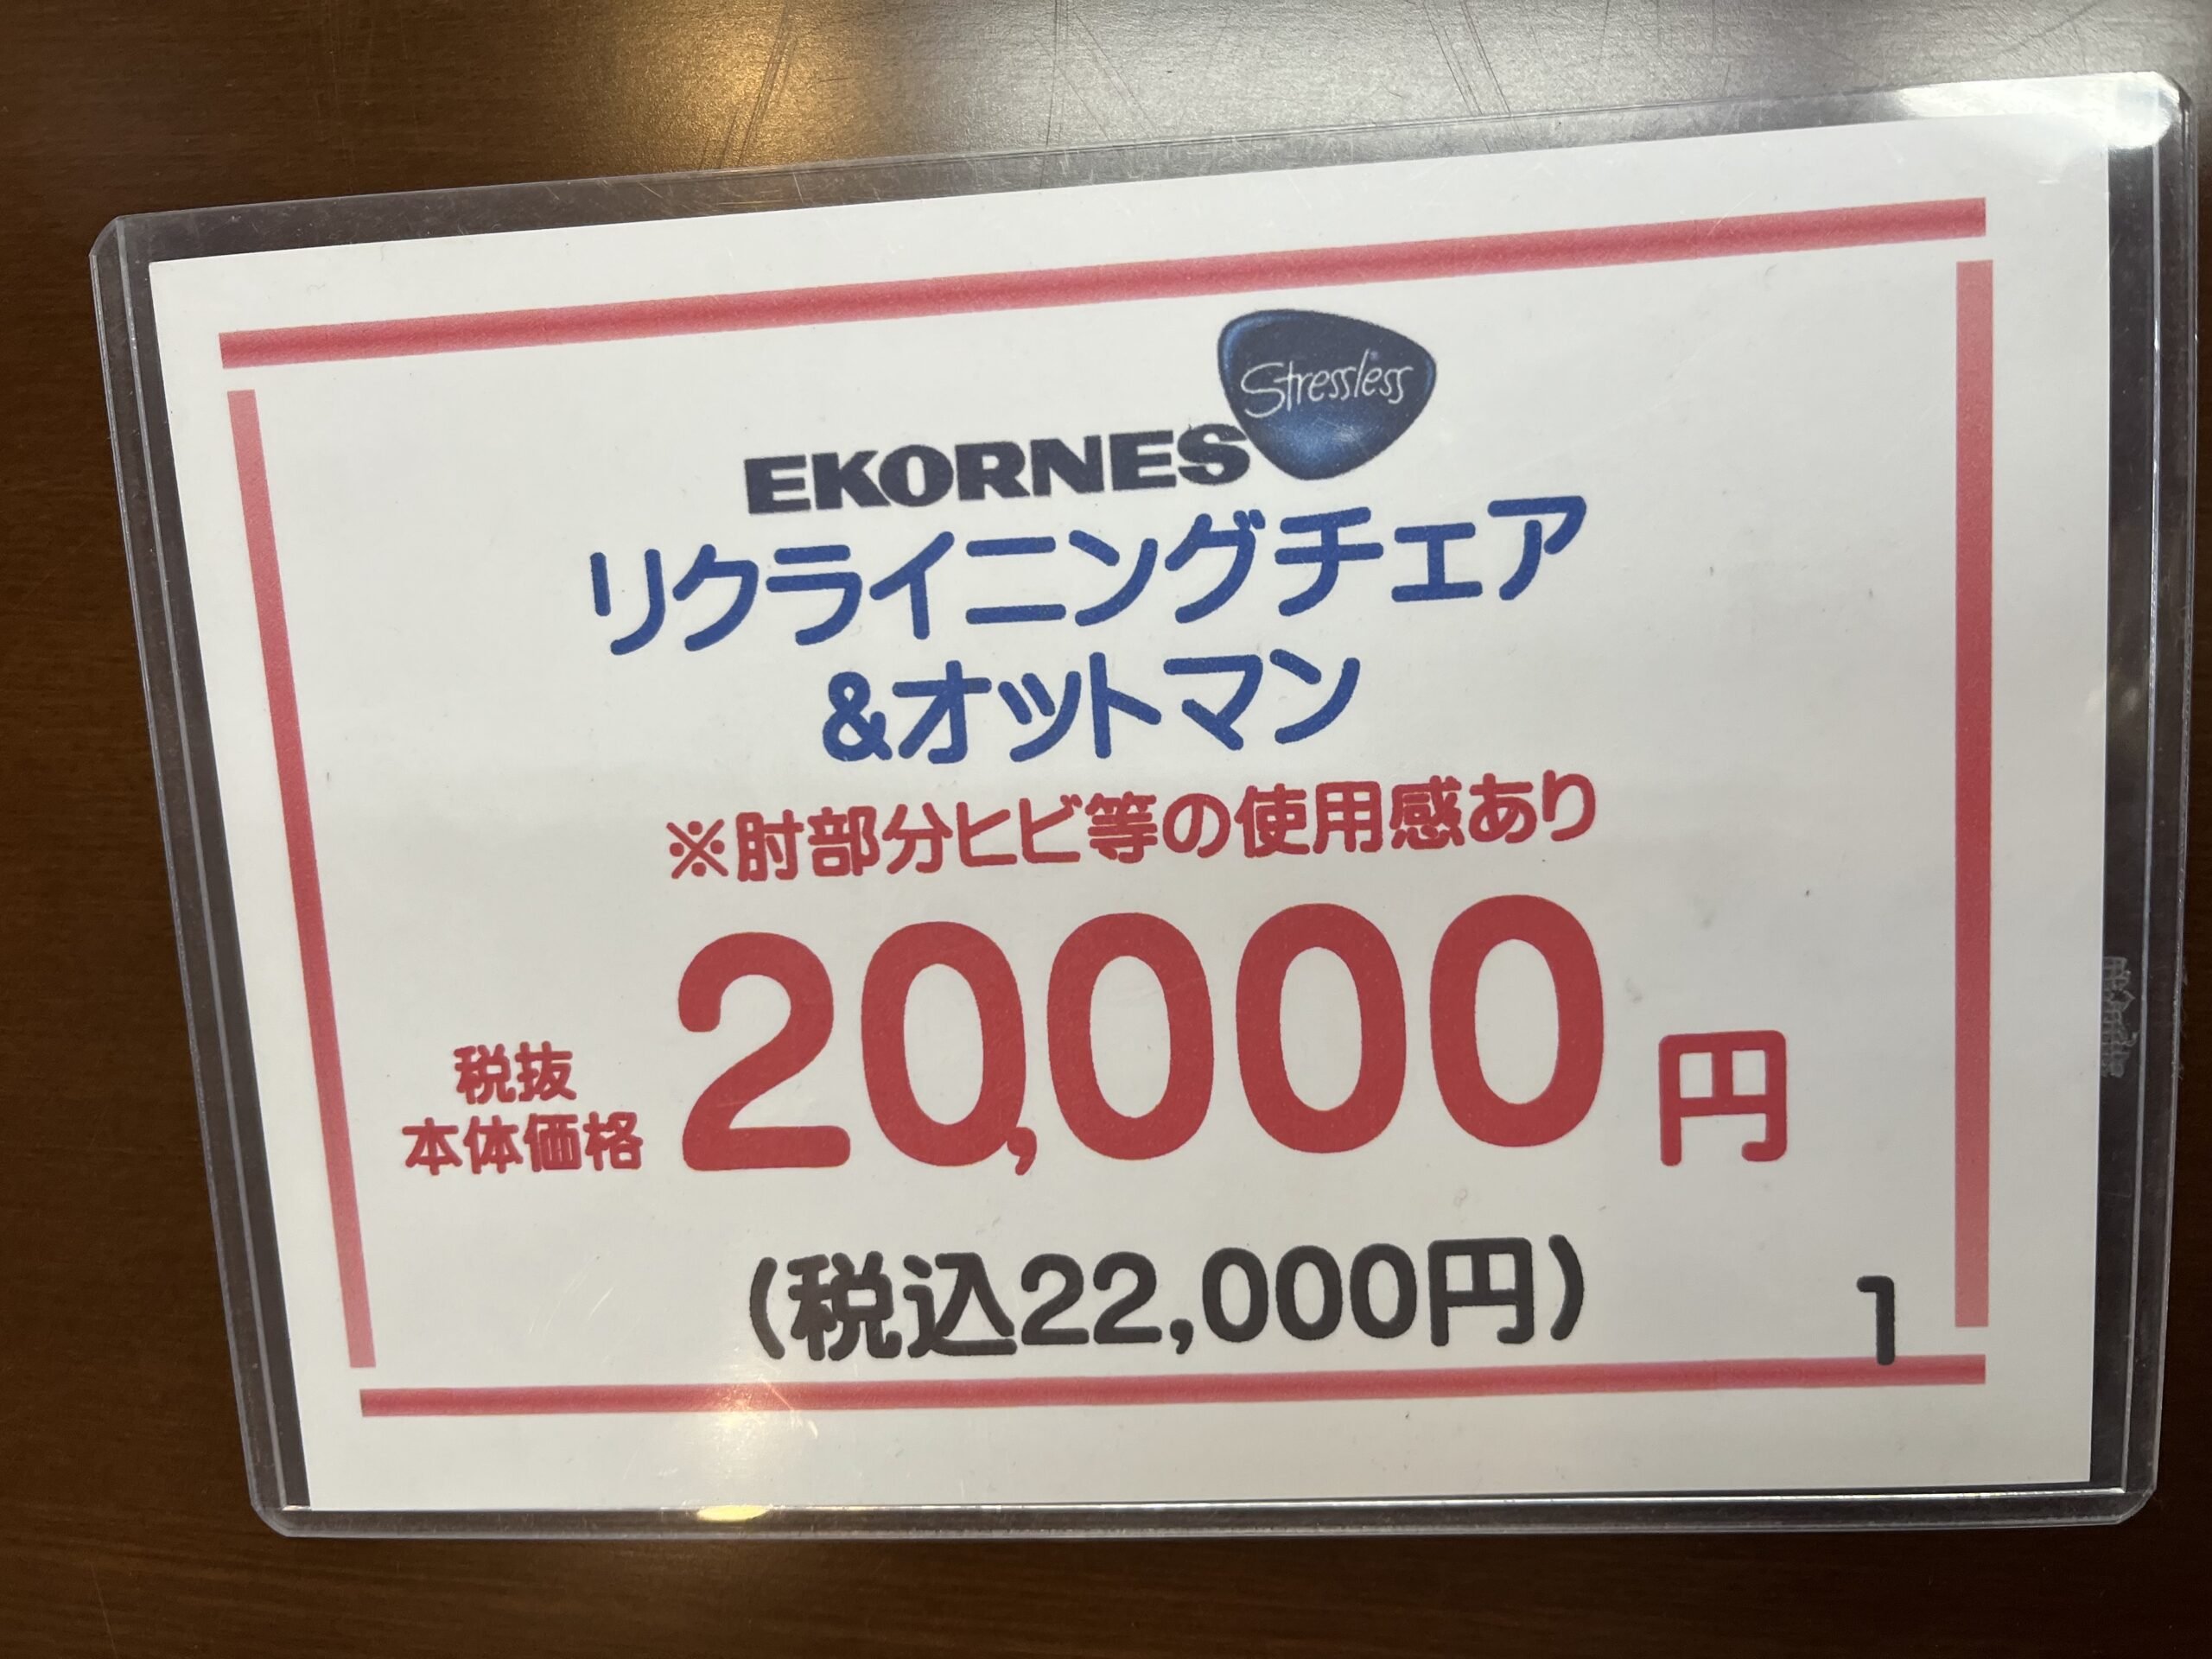 Stressless
EKORNES
リクライニングチェア
&オットマン
※肘部分ヒビ等の使用感あり
税抜
本体価格
20,000円
(税込22,000円)
1